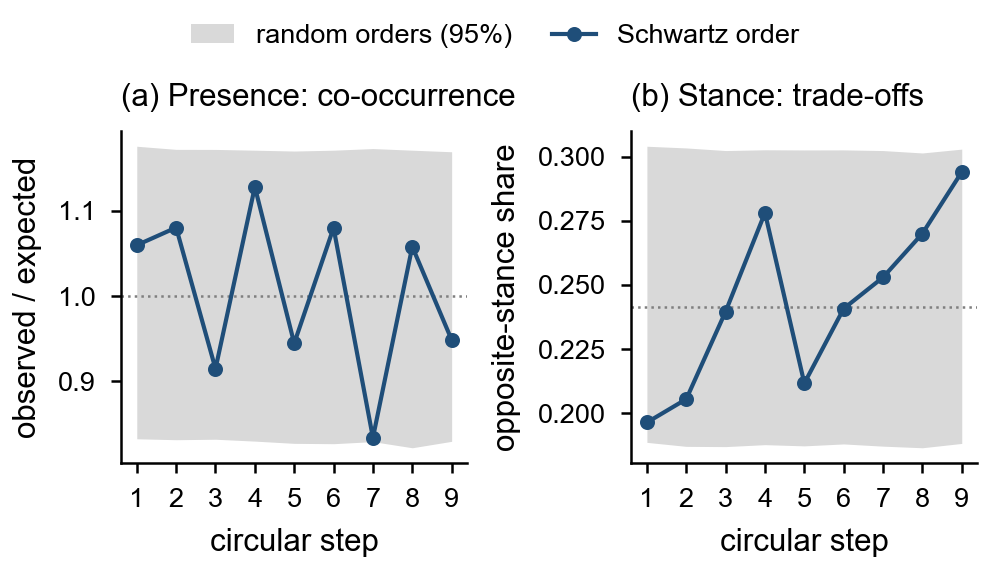 random orders (95%)
Schwartz order
(a) Presence: co-occurrence
observed / expected
1.1
1.0
0.9
1 2 3 4 5 6 7 8 9
circular step
(b) Stance: trade-offs
opposite-stance share
0.300
0.275
0.250
0.225
0.200
1 2 3 4 5 6 7 8 9
circular step